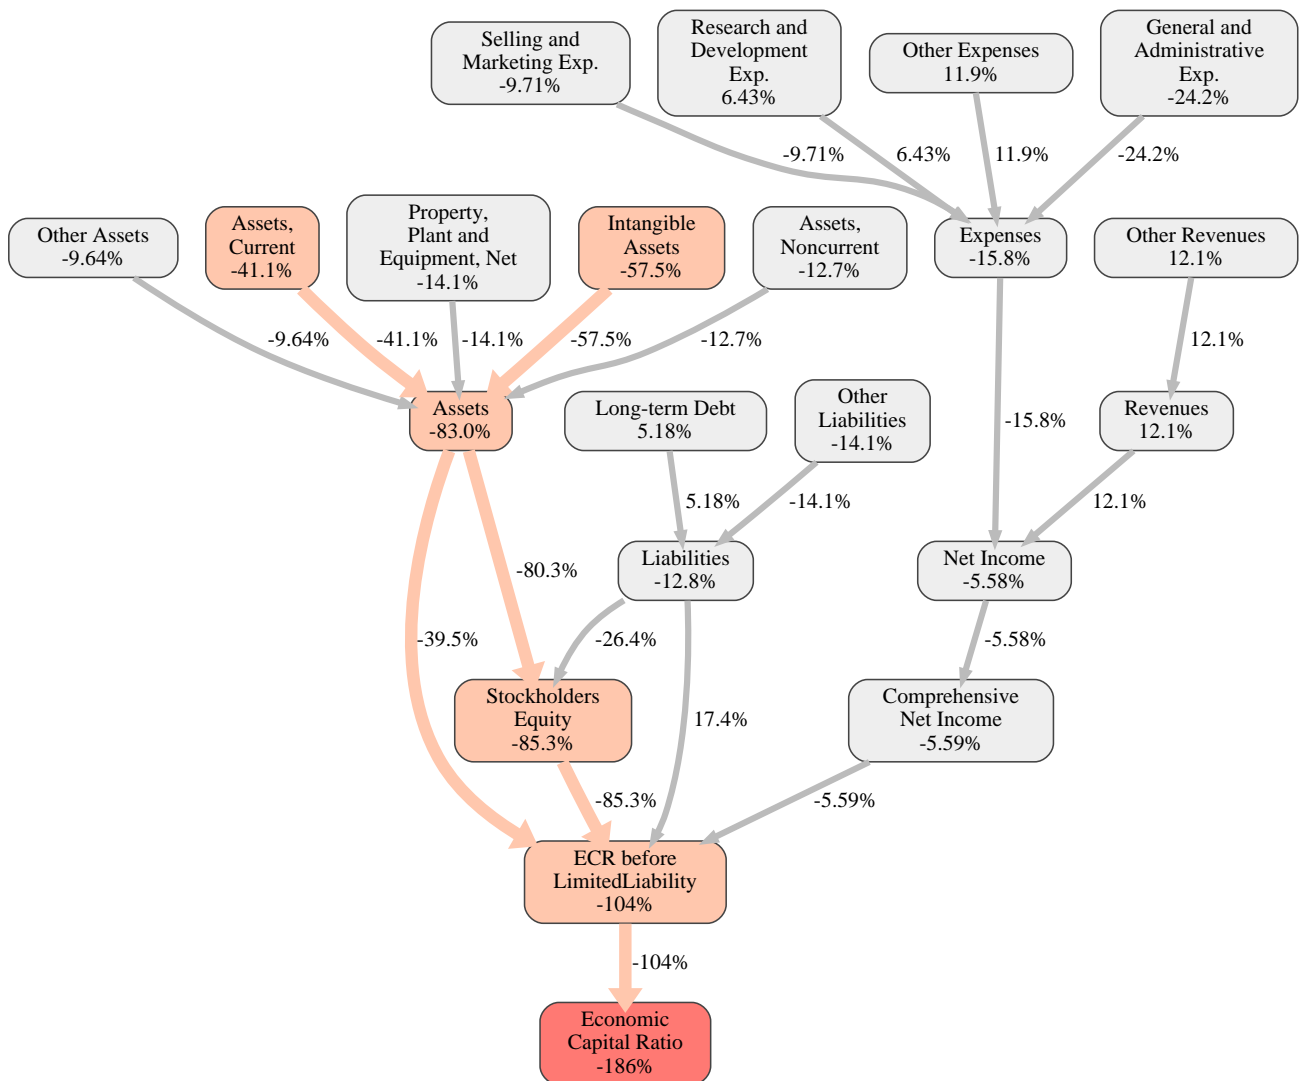 Selling and
Marketing Exp.
-9.71%
Research and
Development
Exp.
6.43%
Other Expenses
11.9%
General and
Administrative
Exp.
-24.2%
-9.71%
6.43%
11.9%
-24.2%
Other Assets
-9.64%
Assets,
Current
-41.1%
Property,
Plant and
Equipment, Net
-14.1%
Intangible
Assets
-57.5%
Assets,
Noncurrent
-12.7%
Expenses
-15.8%
Other Revenues
12.1%
-9.64%
-41.1%
-14.1%
-57.5%
-12.7%
12.1%
Assets
-83.0%
Long-term Debt
5.18%
Other
Liabilities
-14.1%
-15.8%
Revenues
12.1%
5.18%
-14.1%
12.1%
-80.3%
Liabilities
-12.8%
Net Income
-5.58%
-39.5%
-26.4%
-5.58%
Stockholders
Equity
-85.3%
17.4%
Comprehensive
Net Income
-5.59%
-85.3%
-5.59%
ECR before
LimitedLiability
-104%
-104%
Economic
Capital Ratio
-186%